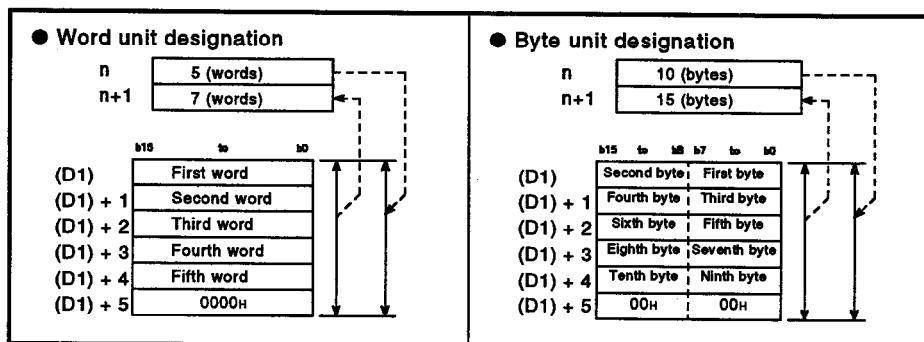 ● Word unit designation
n 5 (words)
n+1 7 (words)
b15 to b0
(D1) First word
(D1) + 1 Second word
(D1) + 2 Third word
(D1) + 3 Fourth word
(D1) + 4 Fifth word
(D1) + 5 0000H
● Byte unit designation
n 10 (bytes)
n+1 15 (bytes)
b15 to b8 b7 to b0
(D1) Second byte First byte
(D1) + 1 Fourth byte Third byte
(D1) + 2 Sixth byte Fifth byte
(D1) + 3 Eighth byte Seventh byte
(D1) + 4 Tenth byte Ninth byte
(D1) + 5 00H 00H